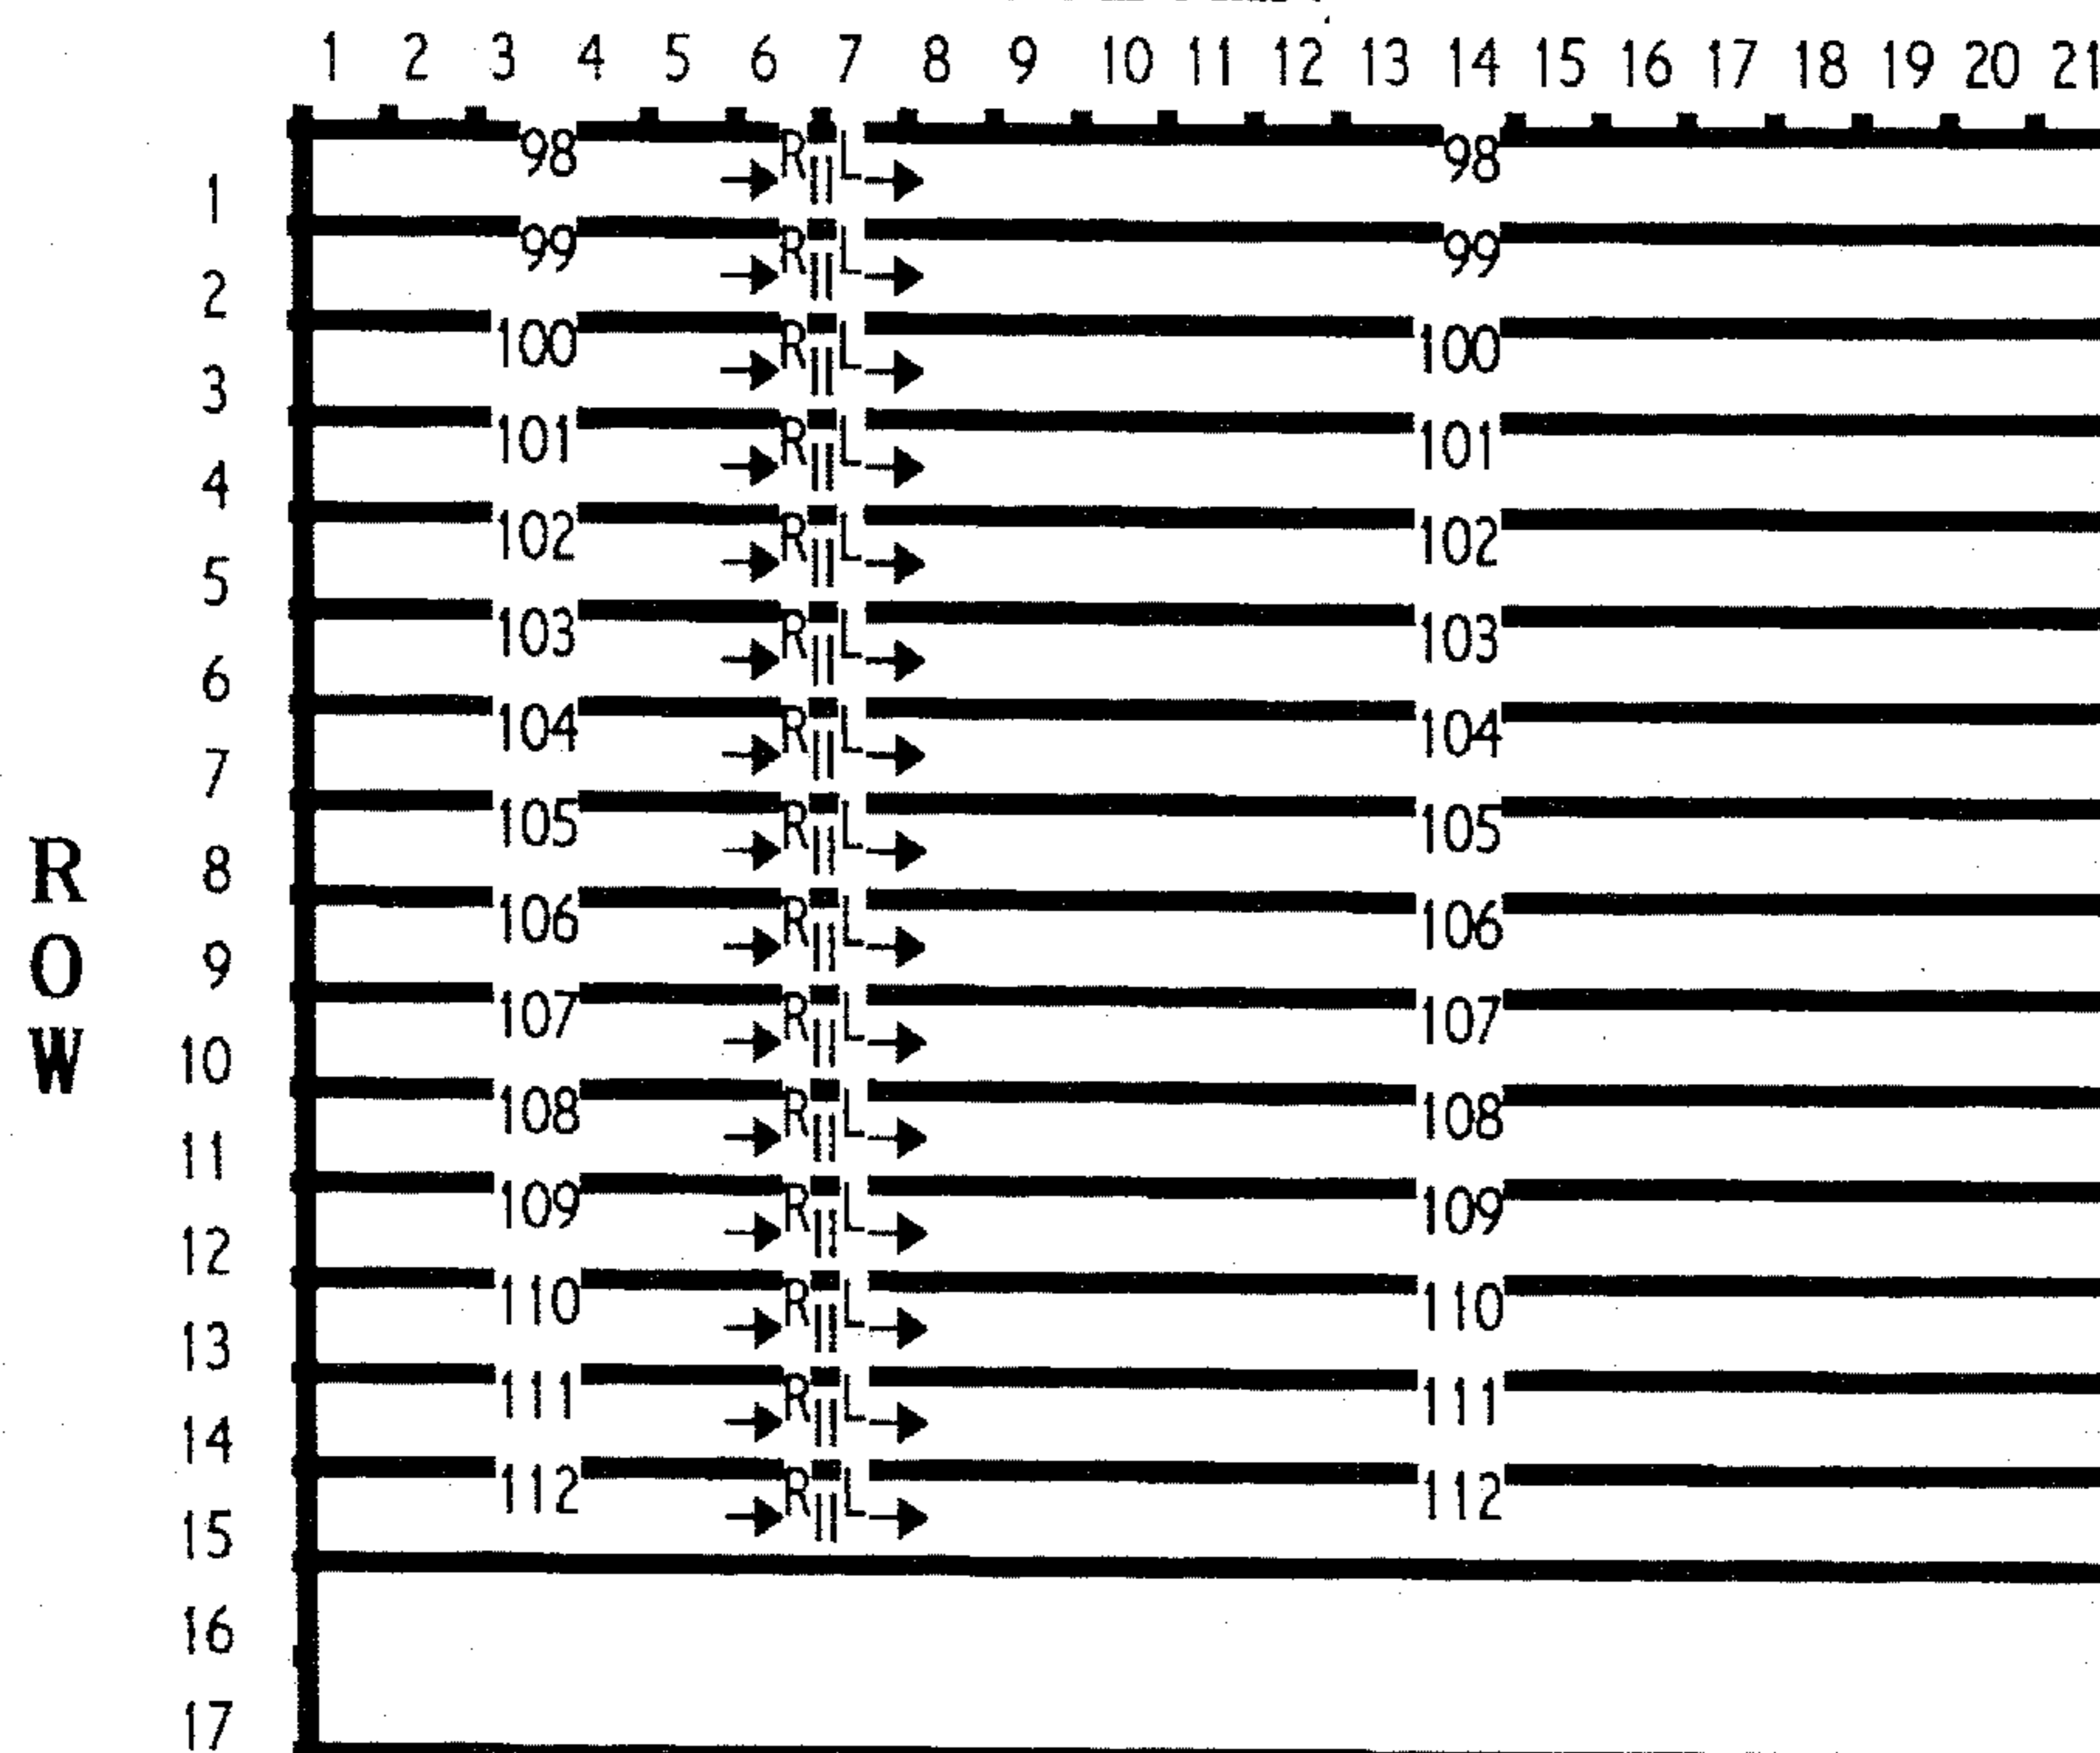 1 2 3 4 5 6 7 8 9 10 11 12 13 14 15 16 17 18 19 20 21
98 R L 98
1
99 R L 99
2
100 R L 100
3
101 R L 101
4
102 R L 102
5
103 R L 103
6
104 R L 104
7
105 R L 105
R 8
106 R L 106
O 9
107 R L 107
W 10
108 R L 108
11
109 R L 109
12
110 R L 110
13
111 R L 111
14
112 R L 112
15
16
17